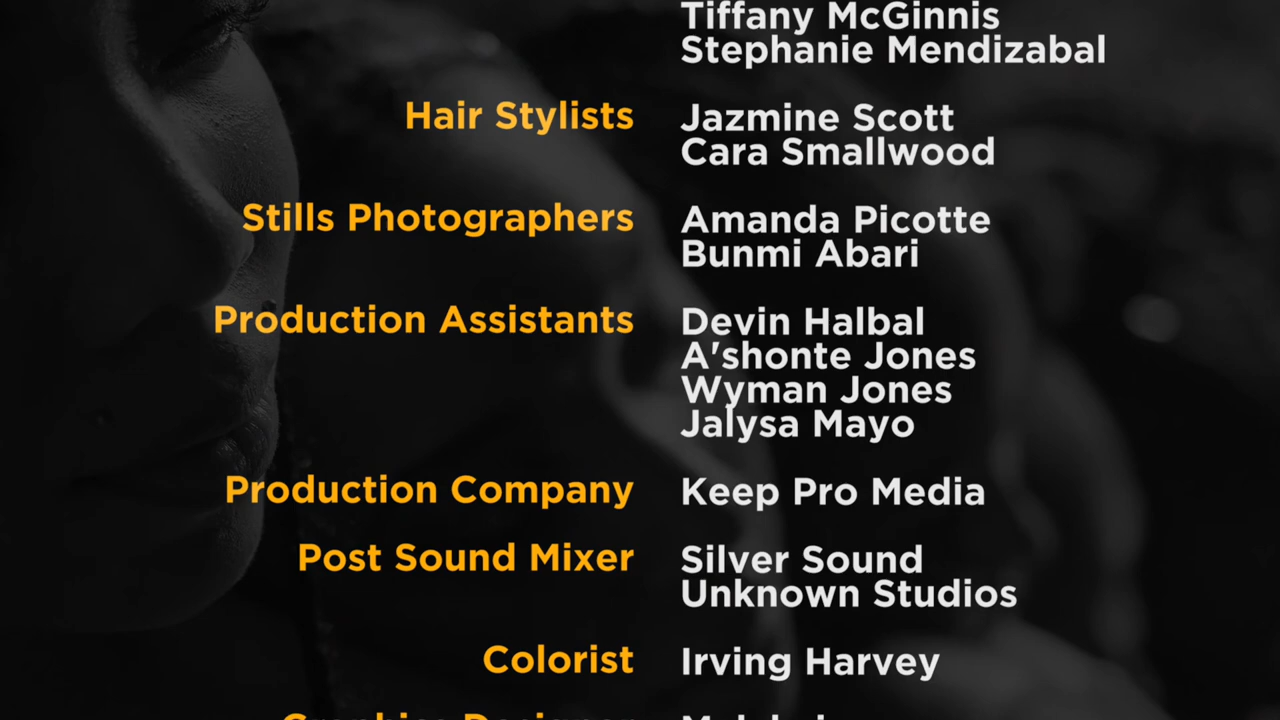 Tiffany McGinnis
Stephanie Mendizabal
Hair Stylists Jazmine Scott
Cara Smallwood
Stills Photographers Amanda Picotte
Bunmi Abari
Production Assistants Devin Halbal
A'shonte Jones
Wyman Jones
Jalysa Mayo
Production Company Keep Pro Media
Post Sound Mixer Silver Sound
Unknown Studios
Colorist Irving Harvey
Graphics Designer